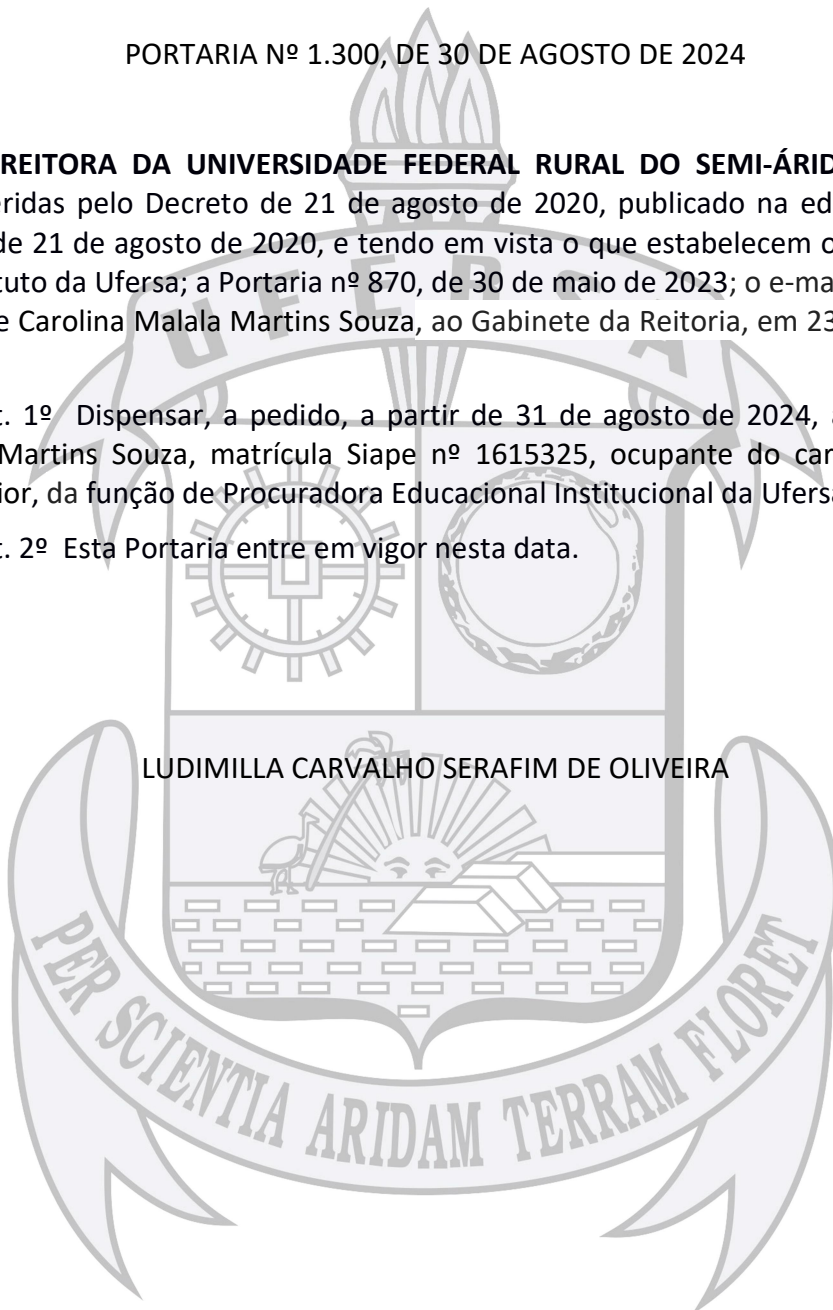 PORTARIA Nº 1.300, DE 30 DE AGOSTO DE 2024
REITORA DA UNIVERSIDADE FEDERAL RURAL DO SEMI-ÁRID
eridas pelo Decreto de 21 de agosto de 2020, publicado na ed
de 21 de agosto de 2020, e tendo em vista o que estabelecem o
tuto da Ufersa; a Portaria nº 870, de 30 de maio de 2023; o e-ma
e Carolina Malala Martins Souza, ao Gabinete da Reitoria, em 23
t. 1º Dispensar, a pedido, a partir de 31 de agosto de 2024, a
Martins Souza, matrícula Siape nº 1615325, ocupante do car
ior, da função de Procuradora Educacional Institucional da Ufersa
t. 2º Esta Portaria entre em vigor nesta data.
LUDIMILLA CARVALHO SERAFIM DE OLIVEIRA
UFERSA
PER SCIENTIA ARIDAM TERRAM FLORET